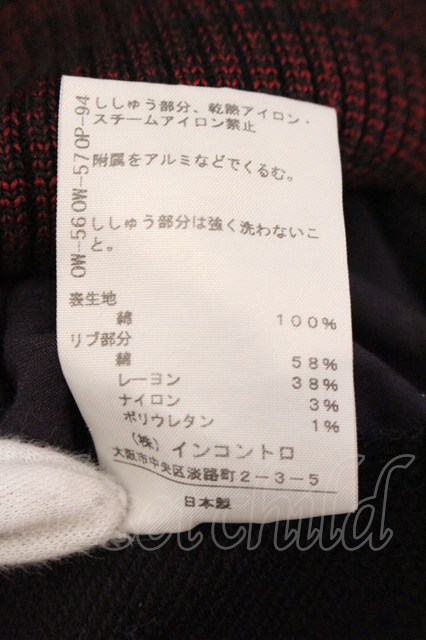 ししゅう部分、乾熱アイロン・
スチームアイロン禁止
附属をアルミなどでくるむ。
ししゅう部分は強く洗わないこ
と。
表生地
綿 100%
リブ部分
綿 58%
レーヨン 38%
ナイロン 3%
ポリウレタン 1%
(株) インコントロ
大阪市中央区淡路町2-3-5
日本製
OW-56OW-57OP-94
child